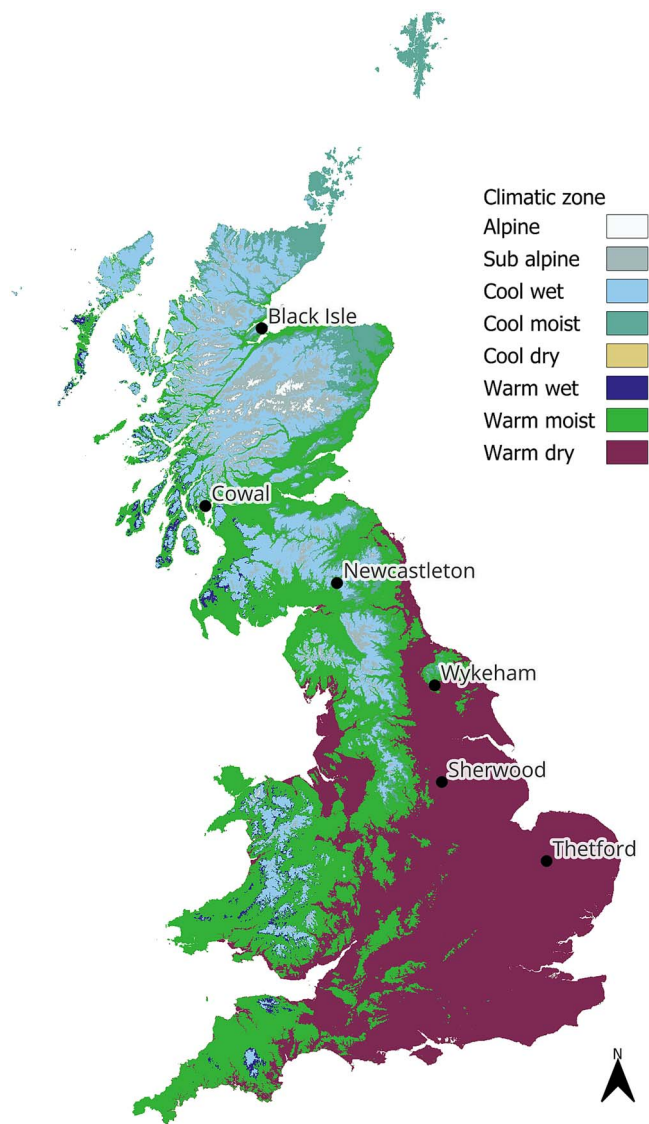 Climatic zone
Alpine
Sub alpine
Cool wet
Cool moist
Cool dry
Warm wet
Warm moist
Warm dry
Black Isle
Cowal
Newcastleton
Wykeham
Sherwood
Thetford
N